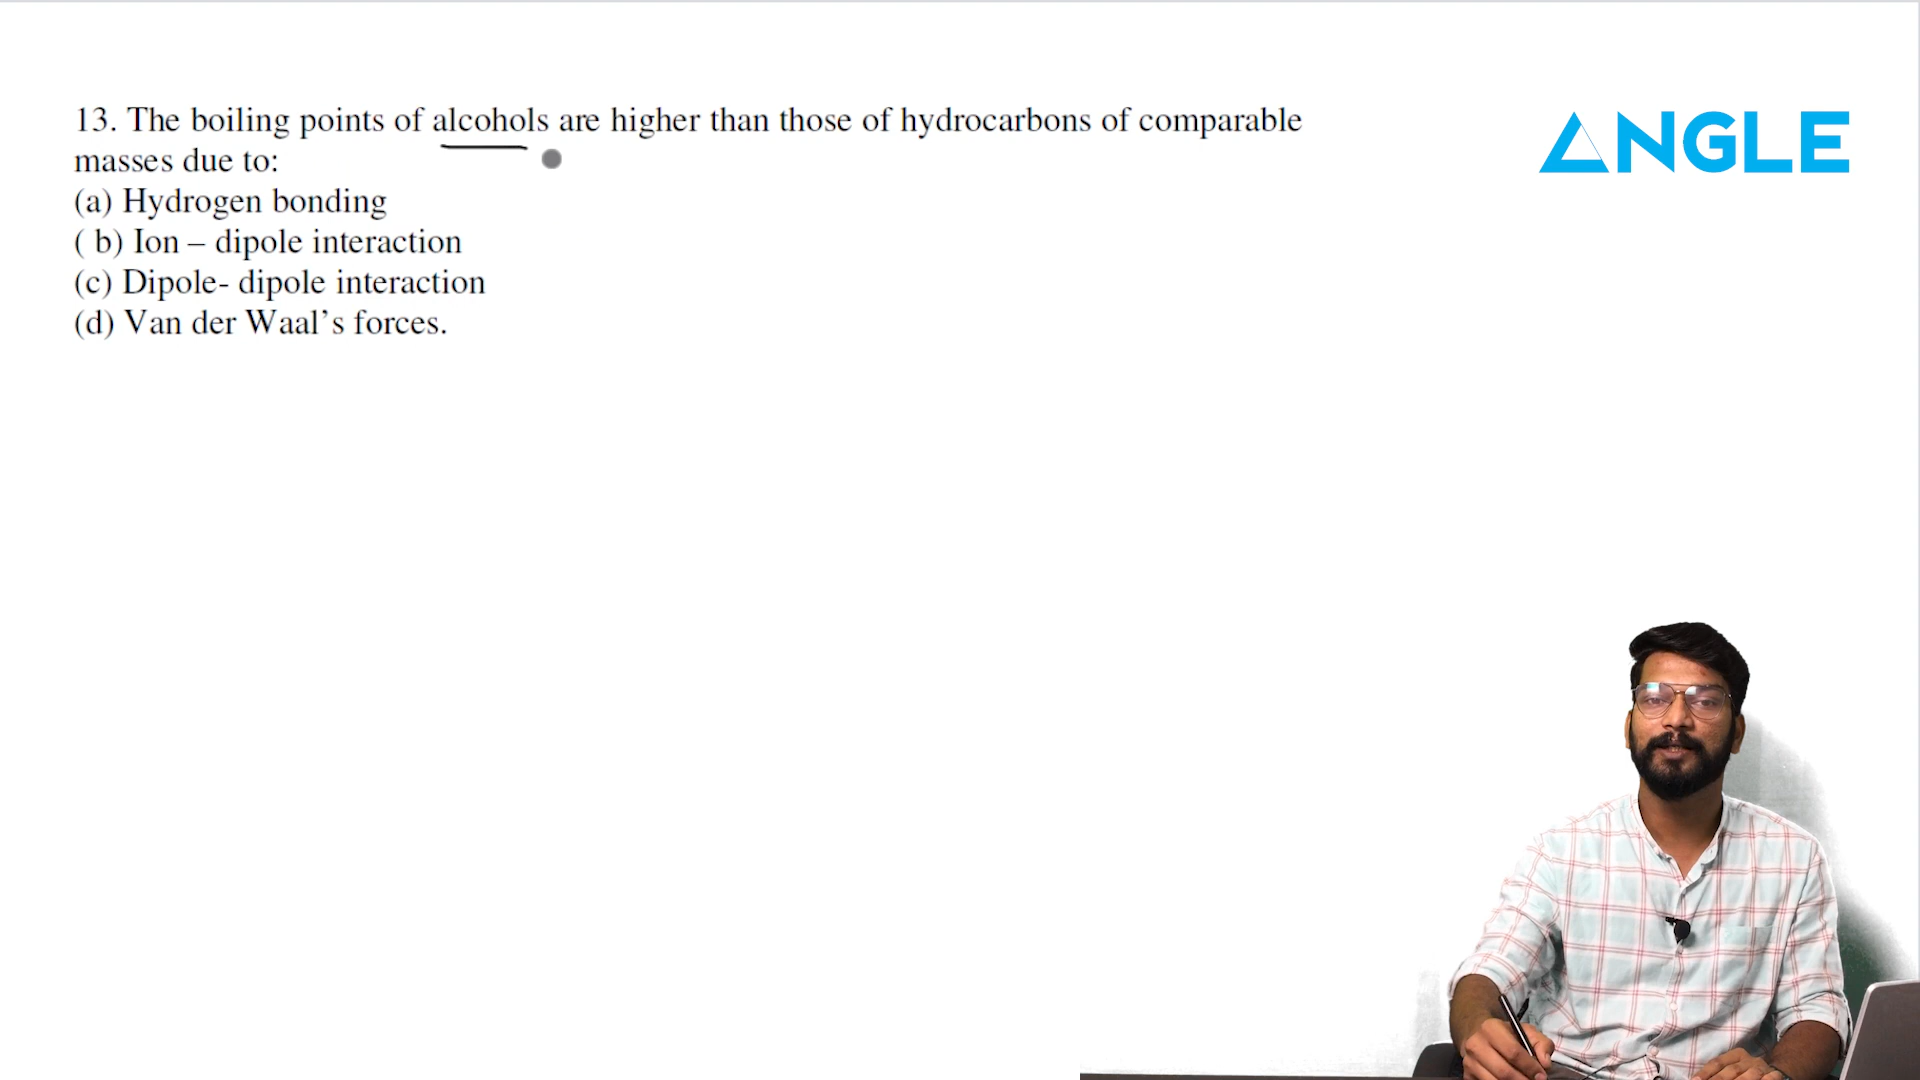 13. The boiling points of alcohols are higher than those of hydrocarbons of comparable
masses due to:
(a) Hydrogen bonding
( b) Ion – dipole interaction
(c) Dipole- dipole interaction
(d) Van der Waal’s forces.
ANGLE